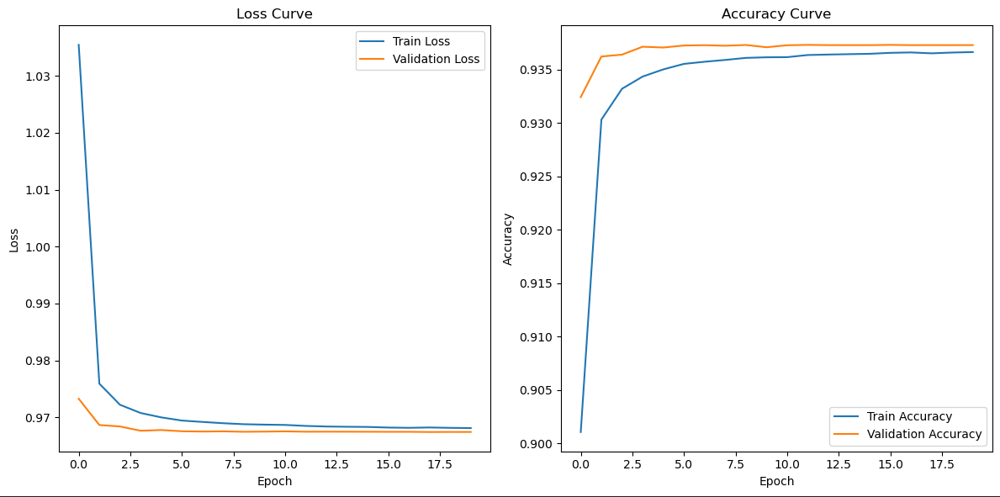 Loss Curve
Train Loss
Validation Loss
1.03
1.02
1.01
1.00
0.99
0.98
0.97
Loss
0.0 2.5 5.0 7.5 10.0 12.5 15.0 17.5
Epoch
Accuracy Curve
0.935
0.930
0.925
0.920
0.915
0.910
0.905
0.900
Accuracy
Train Accuracy
Validation Accuracy
0.0 2.5 5.0 7.5 10.0 12.5 15.0 17.5
Epoch